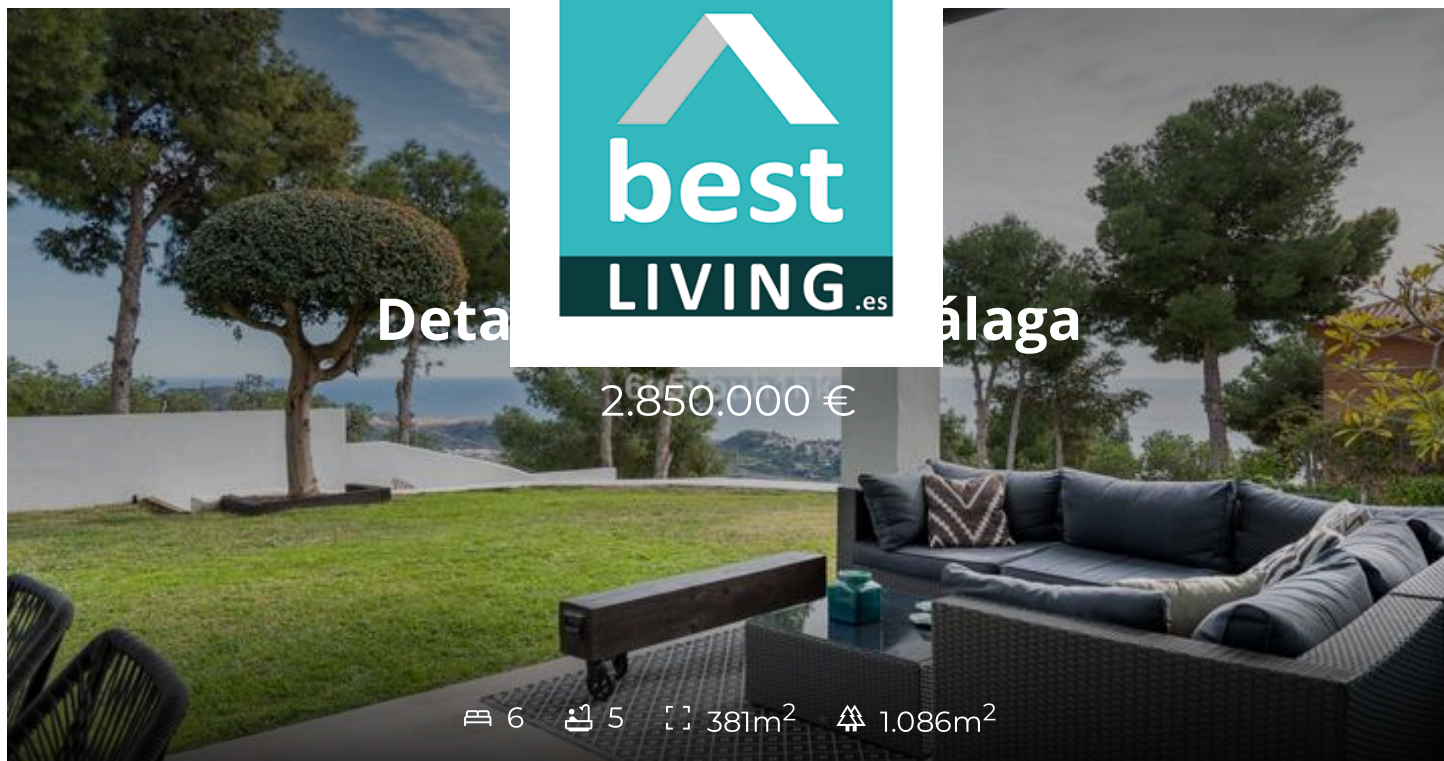 best
LIVING.es
Deta álaga
2.850.000 €
6 5 381m² 1.086m²